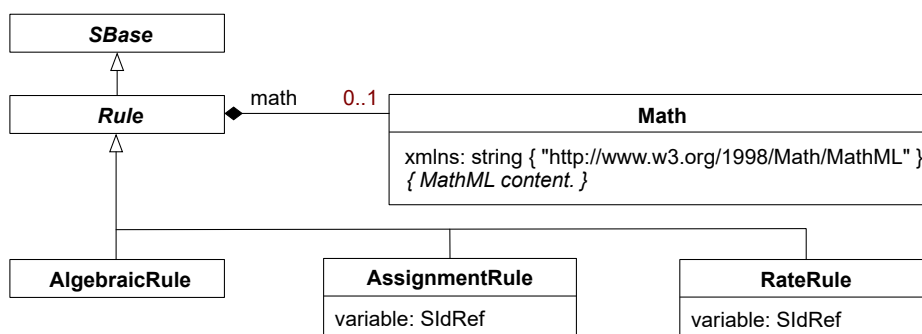 SBase
Rule
math 0..1
Math
xmlns: string { "http://www.w3.org/1998/Math/MathML" }
{ MathML content. }
AlgebraicRule
AssignmentRule
variable: SIdRef
RateRule
variable: SIdRef